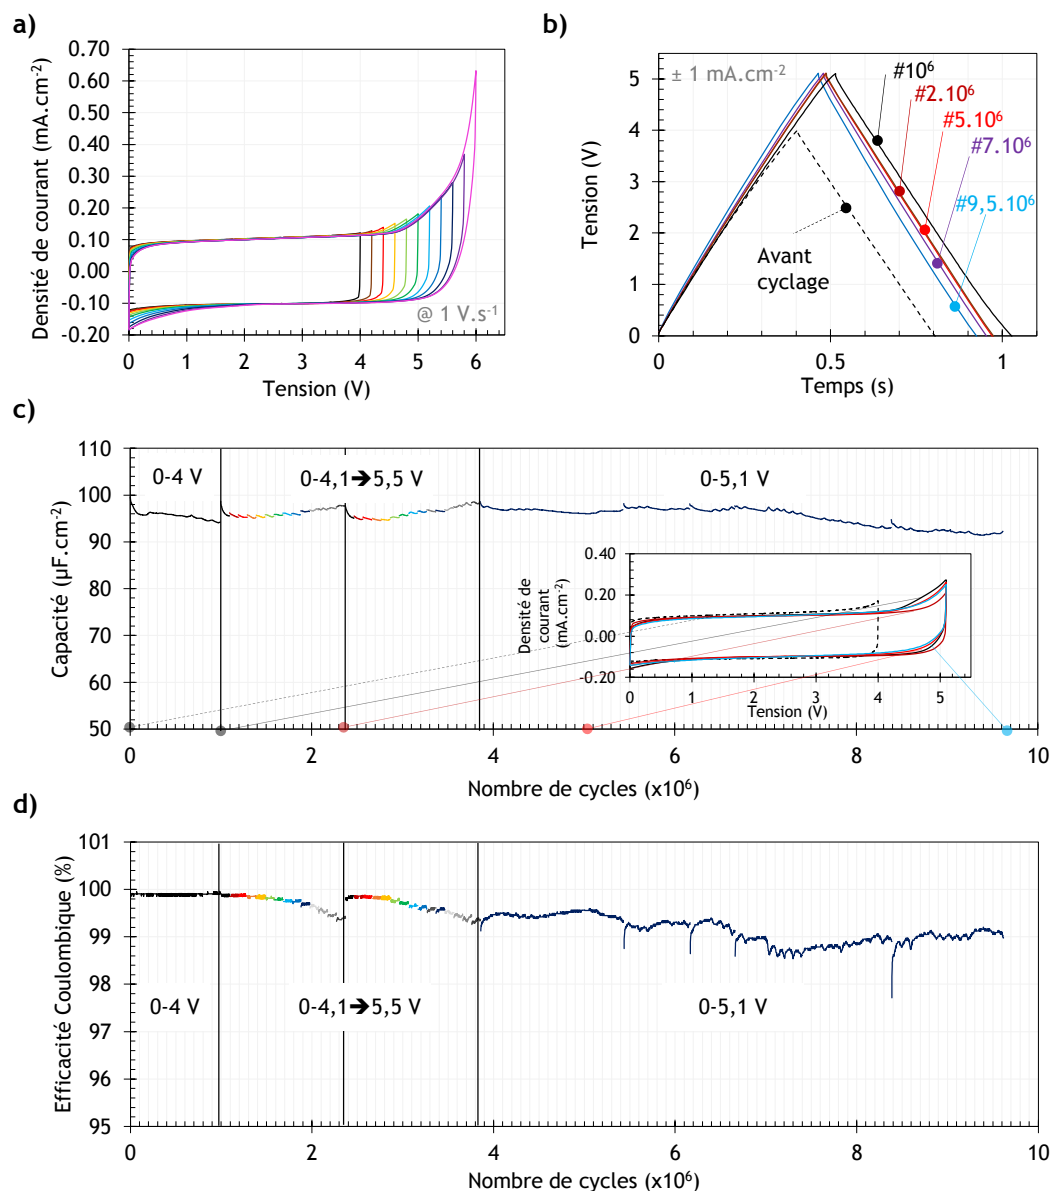 a)
0.70
0.60
0.50
0.40
0.30
0.20
0.10
0.00
-0.10
-0.20
Densité de courant (mA.cm⁻²)
@ 1 V.s⁻¹
0 1 2 3 4 5 6
Tension (V)
b)
5
4
3
2
1
0
Tension (V)
± 1 mA.cm⁻²
#10⁶
#2.10⁶
#5.10⁶
#7.10⁶
#9,5.10⁶
Avant
cyclage
0 0.5 1
Temps (s)
c)
110
100
90
80
70
60
50
Capacité (µF.cm⁻²)
0-4 V
0-4,1➔5,5 V
0-5,1 V
0.40
0.20
0.00
-0.20
Densité de
courant
(mA.cm⁻²)
0 1 2 3 4 5
Tension (V)
0 2 4 6 8 10
Nombre de cycles (x10⁶)
d)
101
100
99
98
97
96
95
Efficacité Coulombique (%)
0-4 V
0-4,1➔5,5 V
0-5,1 V
0 2 4 6 8 10
Nombre de cycles (x10⁶)